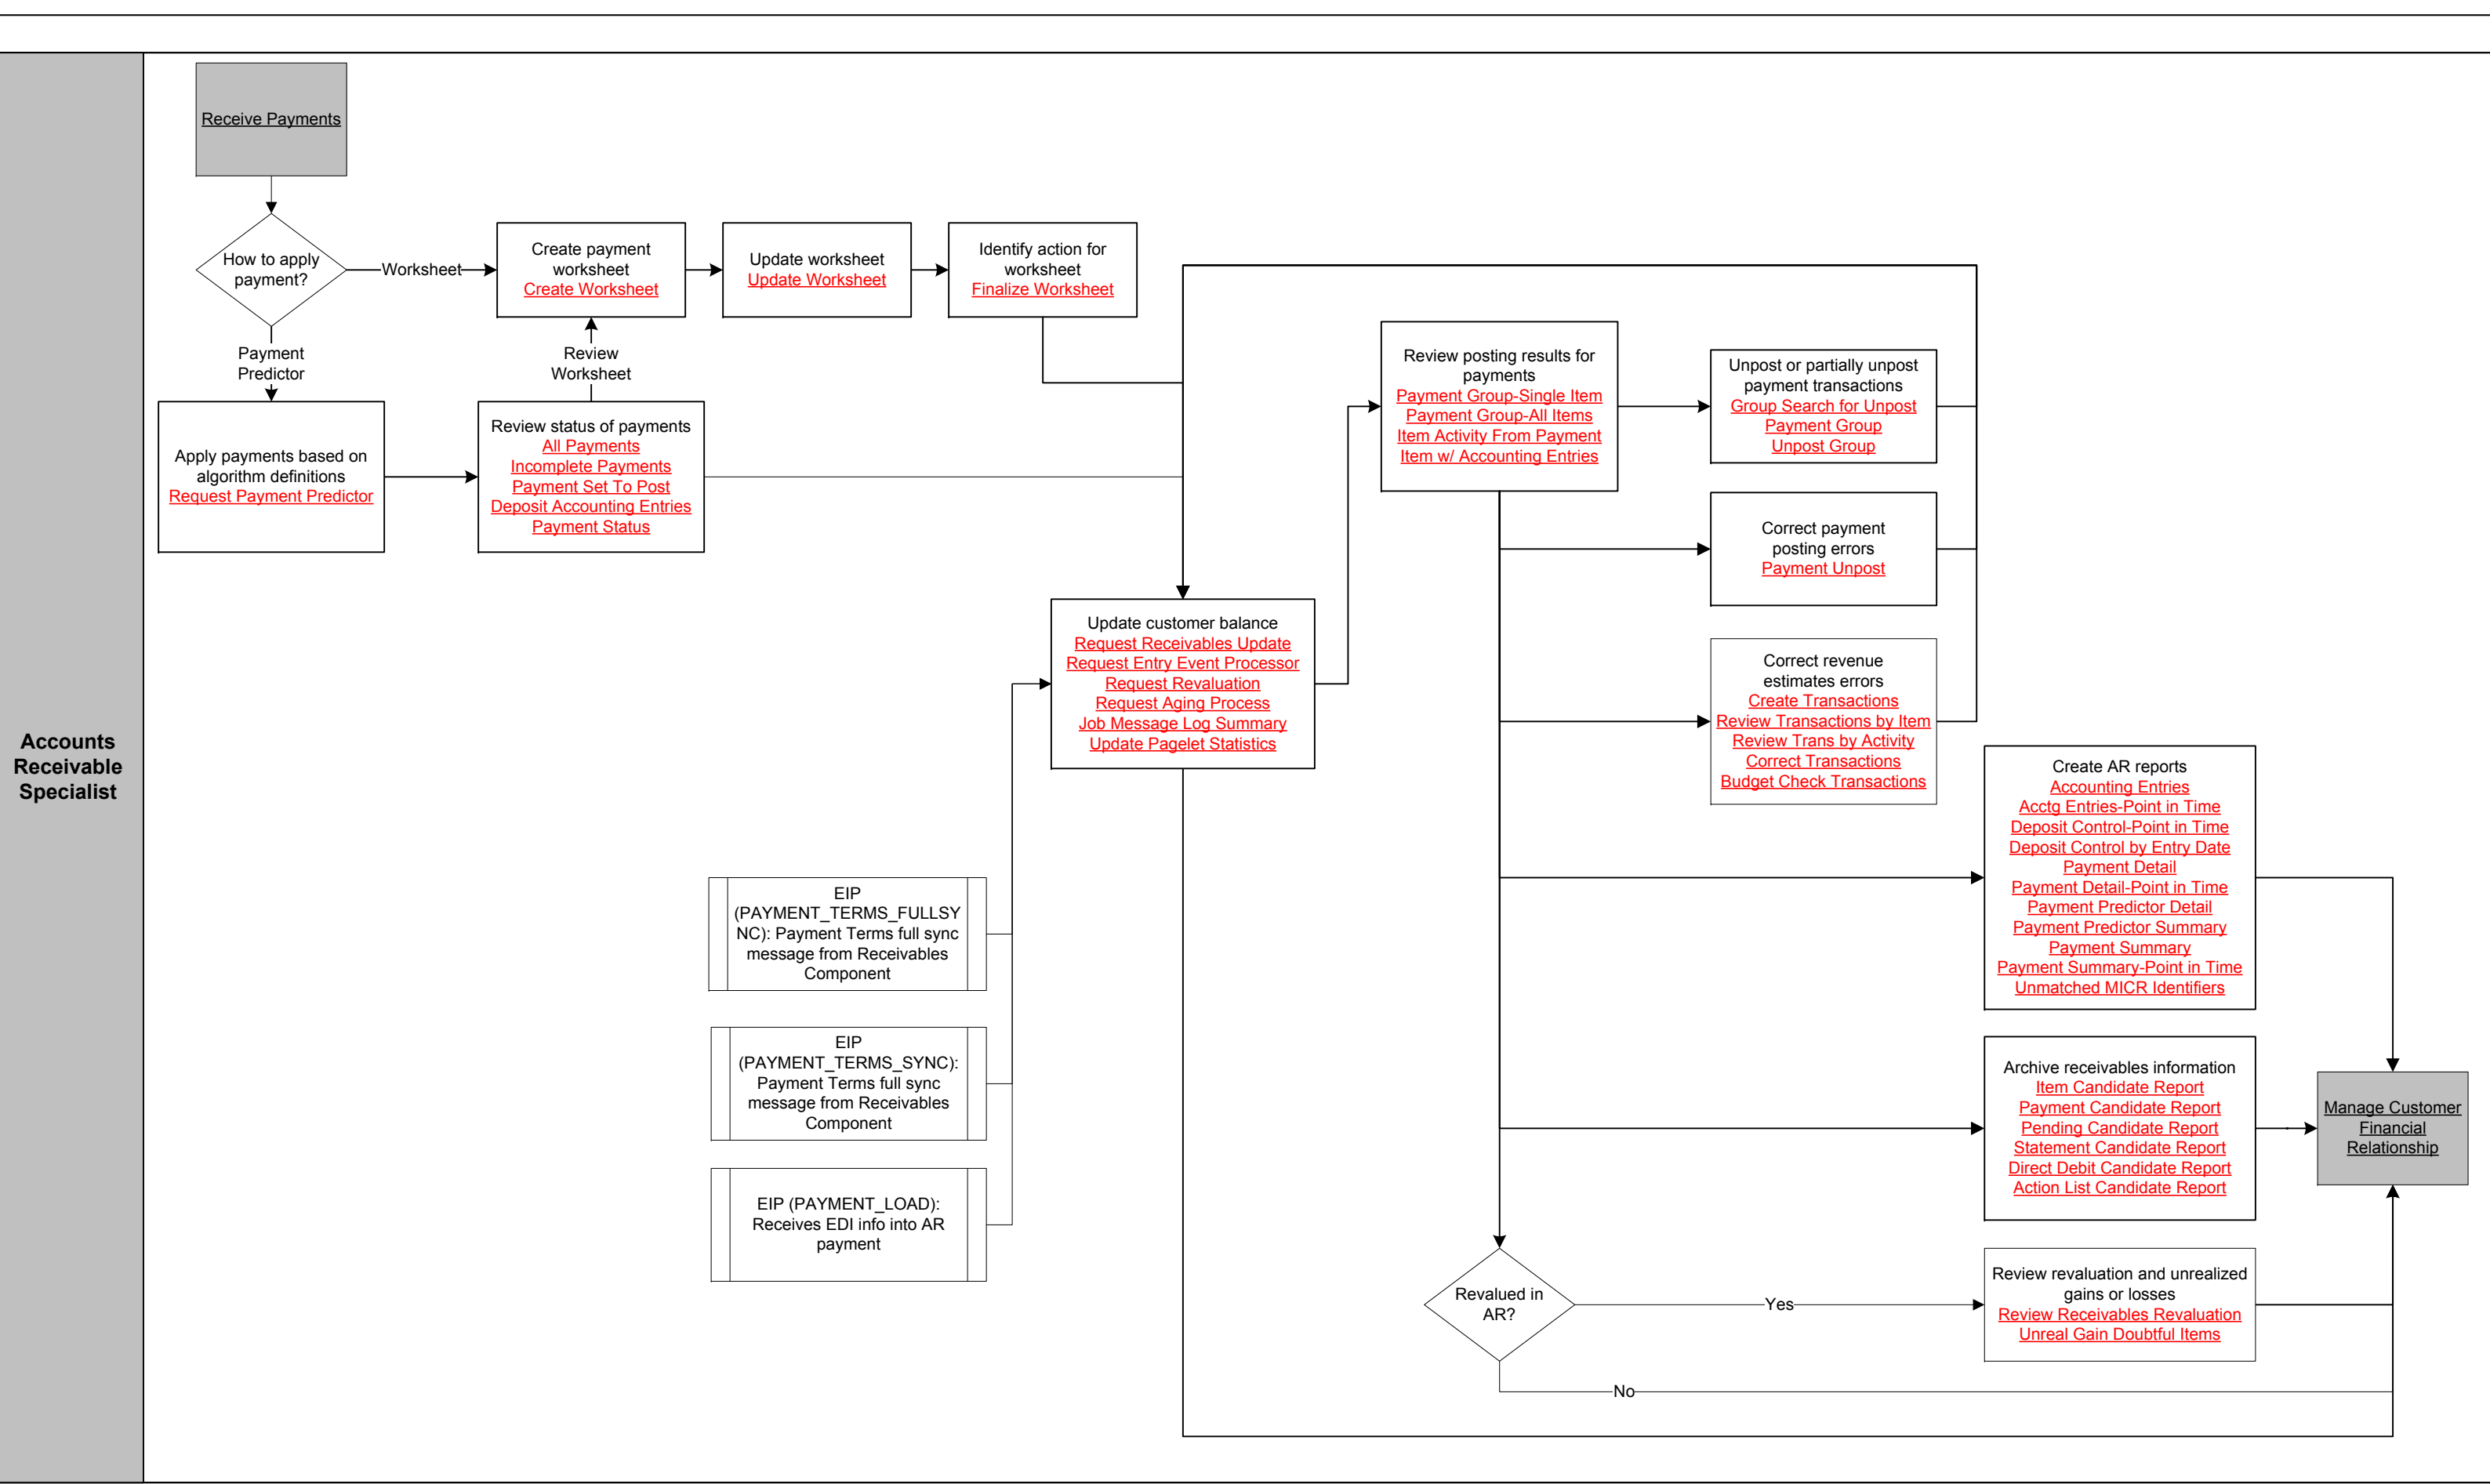 Accounts
Receivable
Specialist
Receive Payments
How to apply
payment?
Worksheet
Create payment
worksheet
Create Worksheet
Update worksheet
Update Worksheet
Identify action for
worksheet
Finalize Worksheet
Payment
Predictor
Review
Worksheet
Apply payments based on
algorithm definitions
Request Payment Predictor
Review status of payments
All Payments
Incomplete Payments
Payment Set To Post
Deposit Accounting Entries
Payment Status
Review posting results for
payments
Payment Group-Single Item
Payment Group-All Items
Item Activity From Payment
Item w/ Accounting Entries
Unpost or partially unpost
payment transactions
Group Search for Unpost
Payment Group
Unpost Group
Correct payment
posting errors
Payment Unpost
Update customer balance
Request Receivables Update
Request Entry Event Processor
Request Revaluation
Request Aging Process
Job Message Log Summary
Update Pagelet Statistics
Correct revenue
estimates errors
Create Transactions
Review Transactions by Item
Review Trans by Activity
Correct Transactions
Budget Check Transactions
Create AR reports
Accounting Entries
Acctg Entries-Point in Time
Deposit Control-Point in Time
Deposit Control by Entry Date
Payment Detail
Payment Detail-Point in Time
Payment Predictor Detail
Payment Predictor Summary
Payment Summary
Payment Summary-Point in Time
Unmatched MICR Identifiers
EIP
(PAYMENT_TERMS_FULLSY
NC): Payment Terms full sync
message from Receivables
Component
EIP
(PAYMENT_TERMS_SYNC):
Payment Terms full sync
message from Receivables
Component
EIP (PAYMENT_LOAD):
Receives EDI info into AR
payment
Archive receivables information
Item Candidate Report
Payment Candidate Report
Pending Candidate Report
Statement Candidate Report
Direct Debit Candidate Report
Action List Candidate Report
Manage Customer
Financial
Relationship
Revalued in
AR?
Yes
Review revaluation and unrealized
gains or losses
Review Receivables Revaluation
Unreal Gain Doubtful Items
No